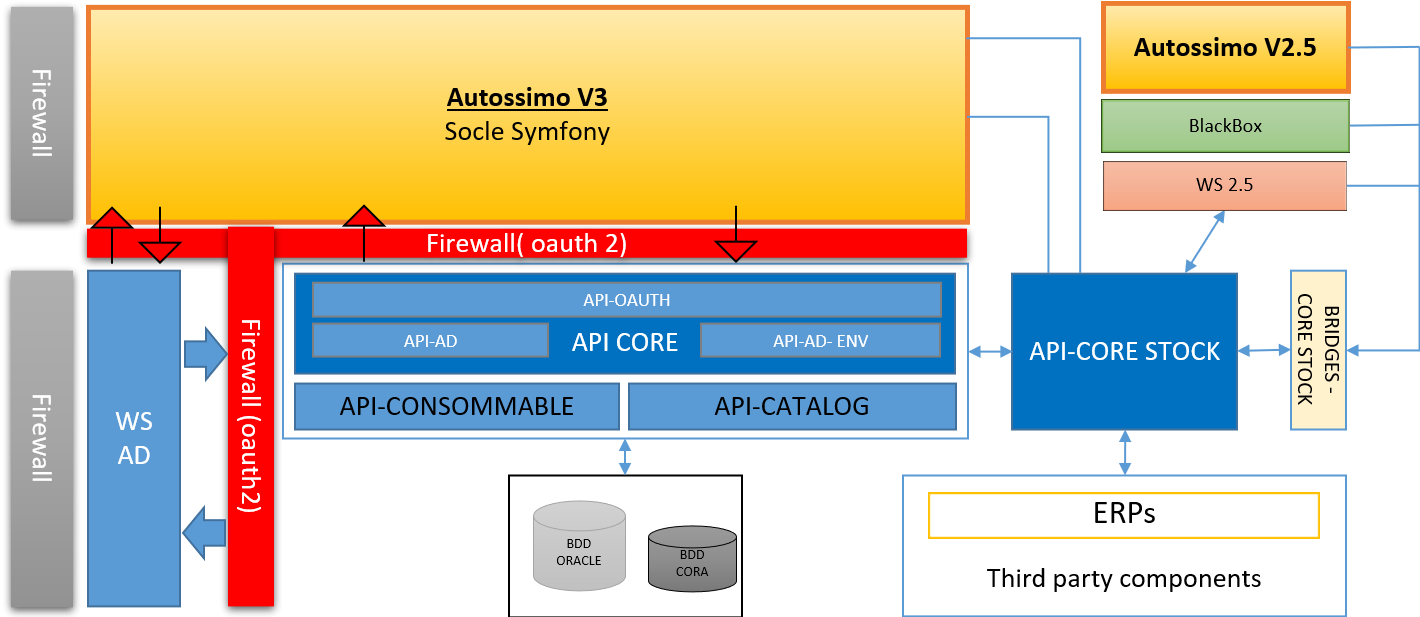 Firewall
Autossimo V3
Socle Symfony
Autossimo V2.5
BlackBox
WS 2.5
Firewall( oauth 2)
Firewall
WS
AD
Firewall (oauth2)
API-OAUTH
API-AD
API CORE
API-AD- ENV
API-CONSOMMABLE
API-CATALOG
API-CORE STOCK
BRIDGES -
CORE STOCK
BDD
ORACLE
BDD
CORA
ERPs
Third party components